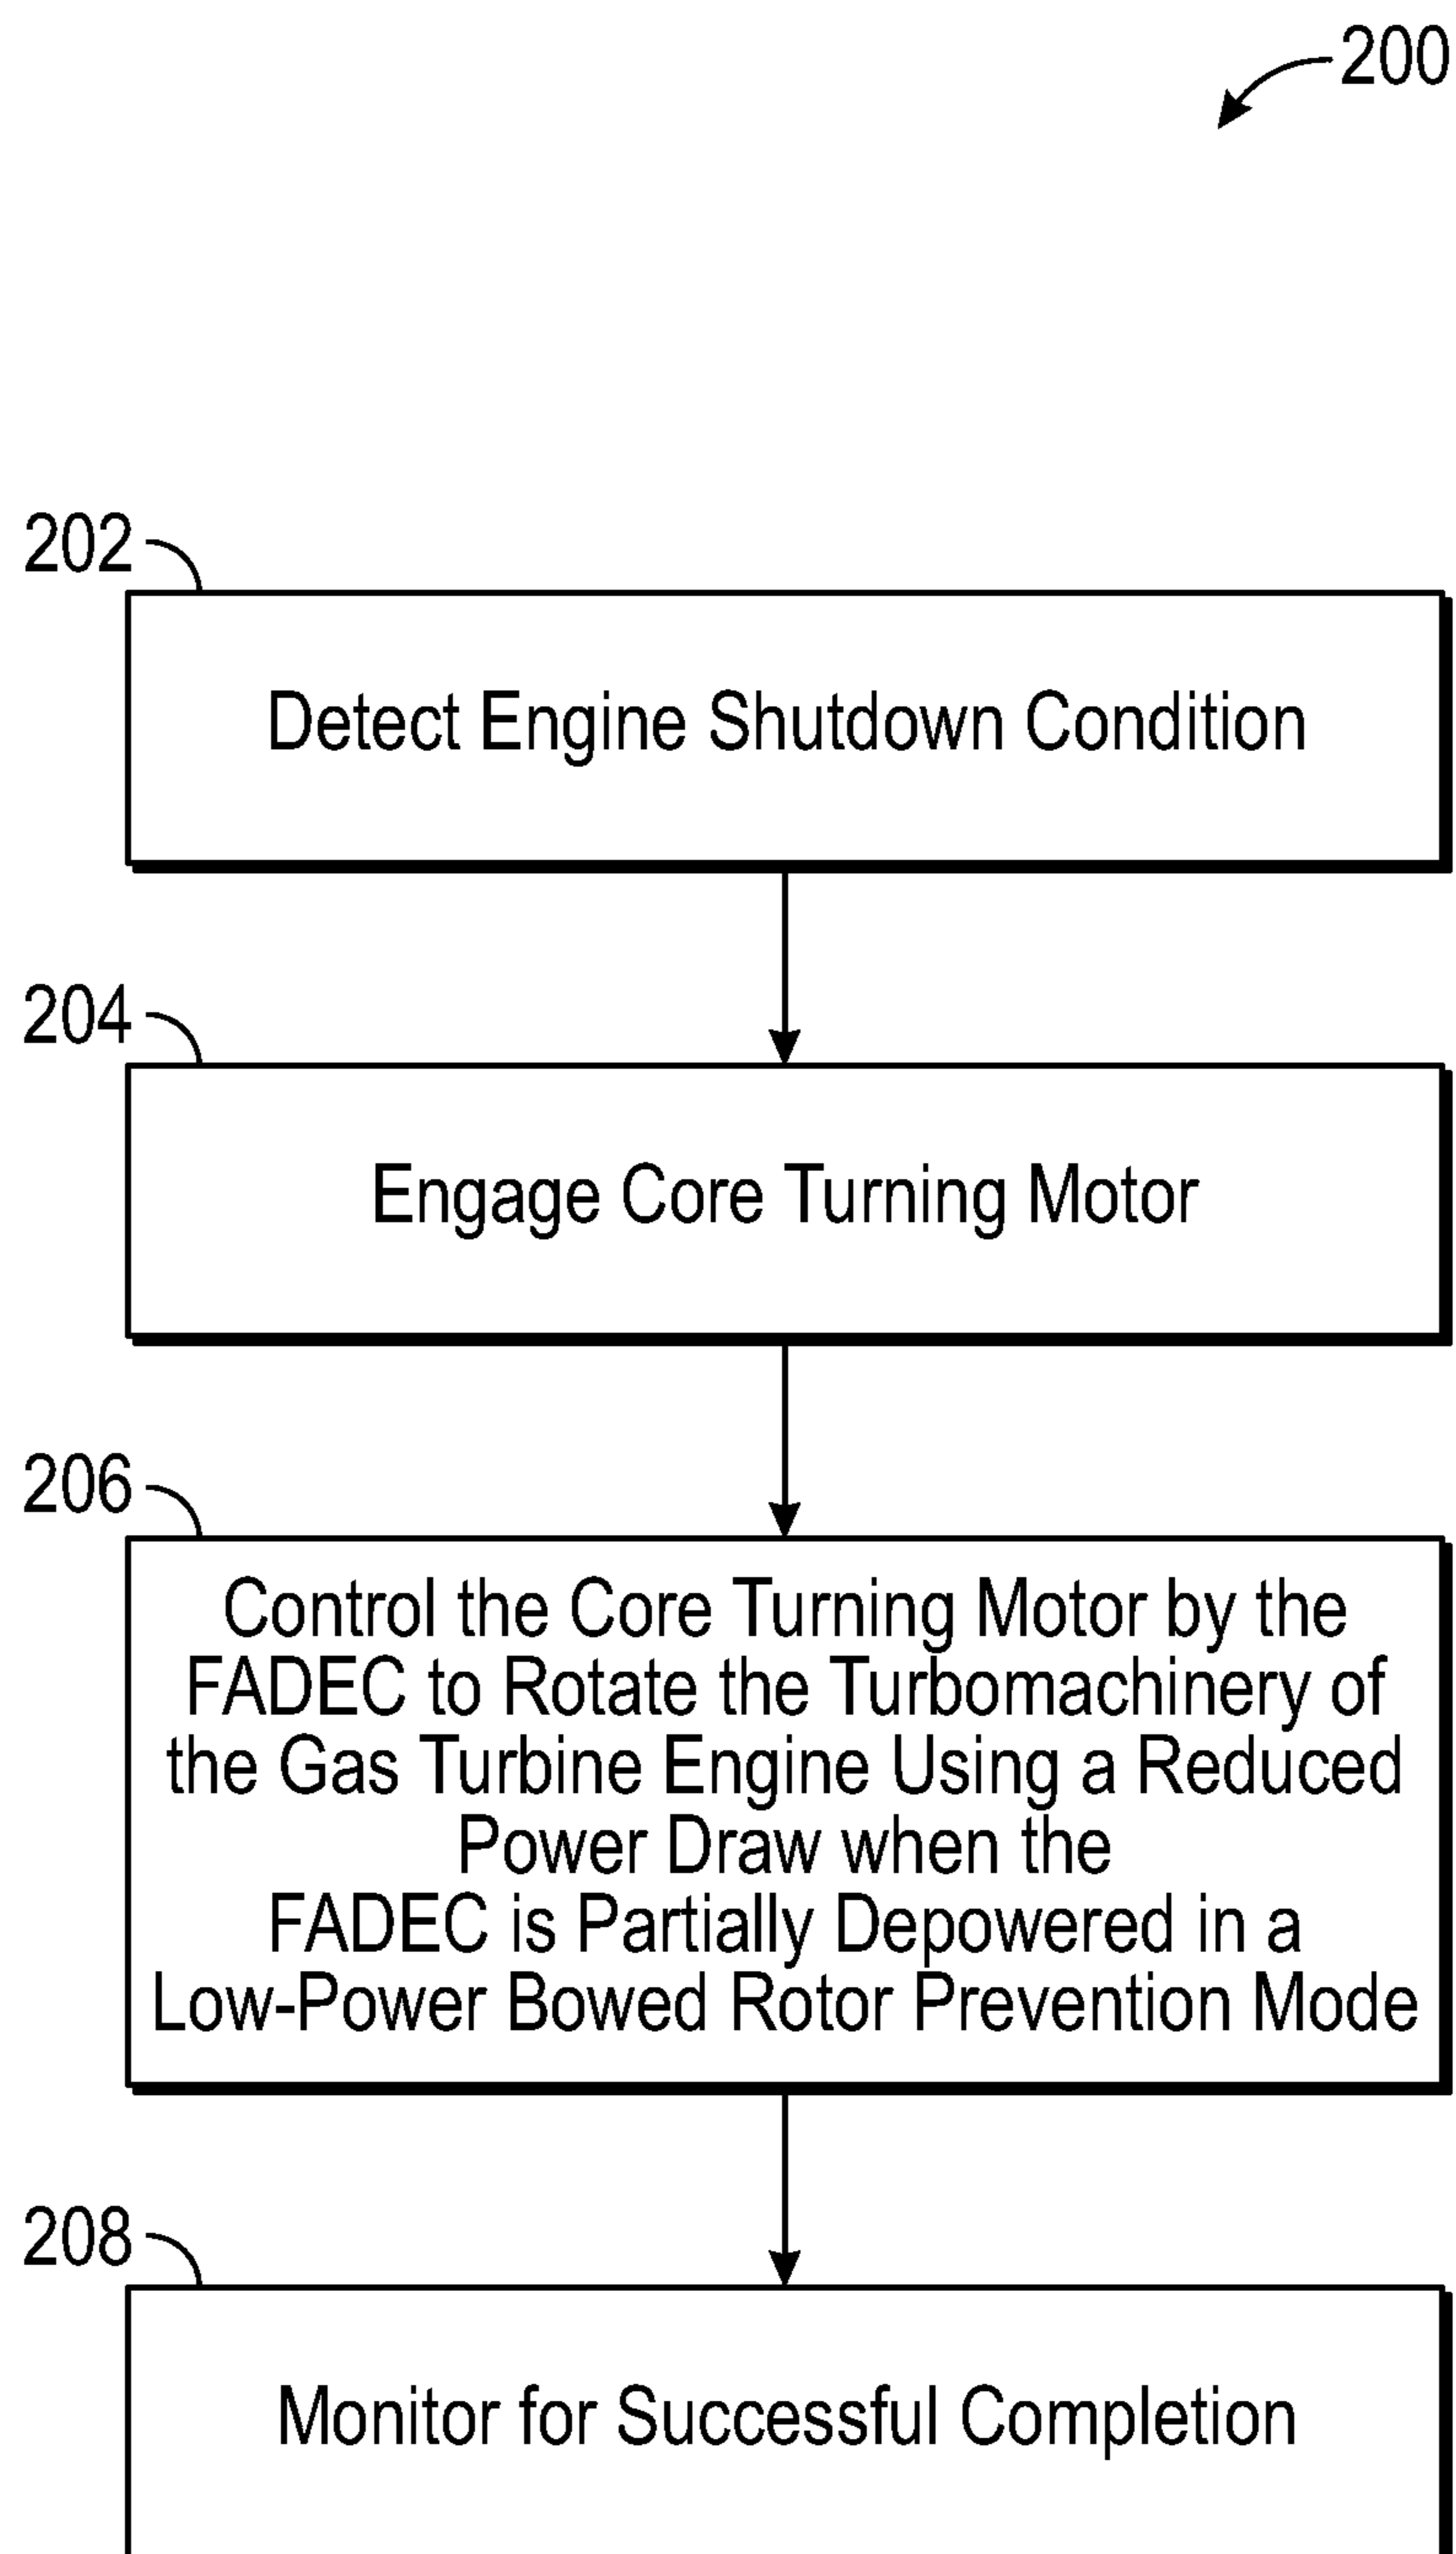 200
202
Detect Engine Shutdown Condition
204
Engage Core Turning Motor
206
Control the Core Turning Motor by the
FADEC to Rotate the Turbomachinery of
the Gas Turbine Engine Using a Reduced
Power Draw when the
FADEC is Partially Depowered in a
Low-Power Bowed Rotor Prevention Mode
208
Monitor for Successful Completion